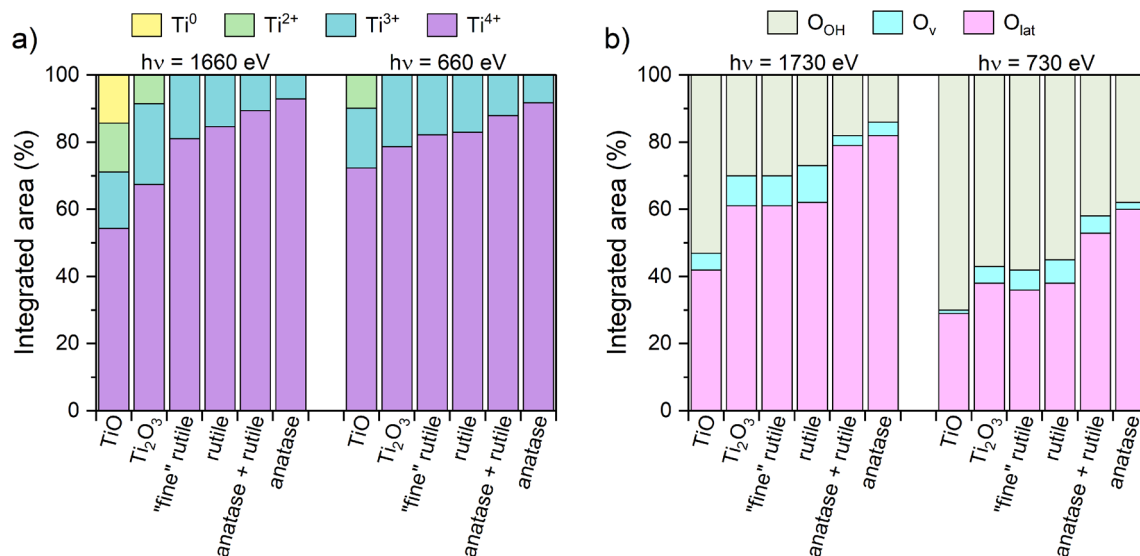 Ti⁰ Ti²⁺ Ti³⁺ Ti⁴⁺
a)
hν = 1660 eV hν = 660 eV
Integrated area (%)
100
80
60
40
20
0
TiO
Ti₂O₃
"fine" rutile
rutile
anatase + rutile
anatase
TiO
Ti₂O₃
"fine" rutile
rutile
anatase + rutile
anatase
O_OH O_v O_lat
b)
hν = 1730 eV hν = 730 eV
Integrated area (%)
100
80
60
40
20
0
TiO
Ti₂O₃
"fine" rutile
rutile
anatase + rutile
anatase
TiO
Ti₂O₃
"fine" rutile
rutile
anatase + rutile
anatase